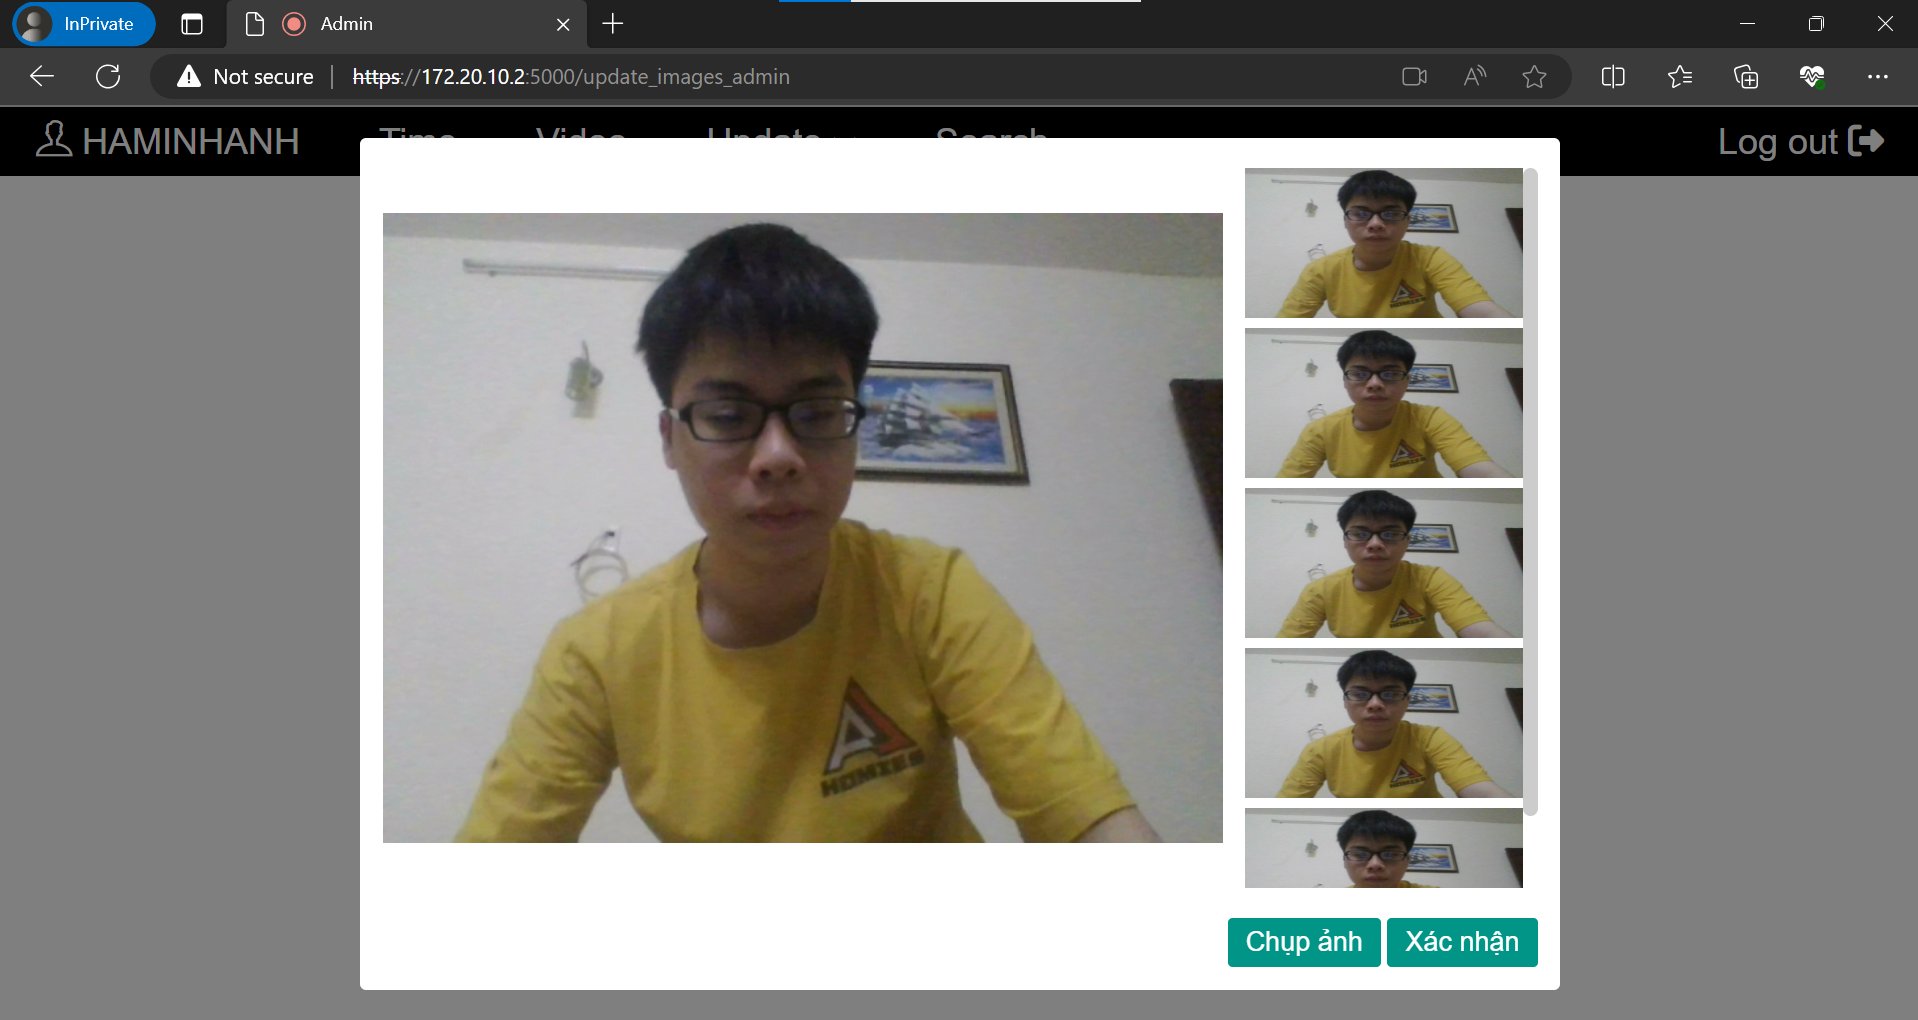 InPrivate
Admin
Not secure
https://172.20.10.2:5000/update_images_admin
HAMINHANH
Time
Video
Update
Search
Log out
HOMIES
Chụp ảnh
Xác nhận